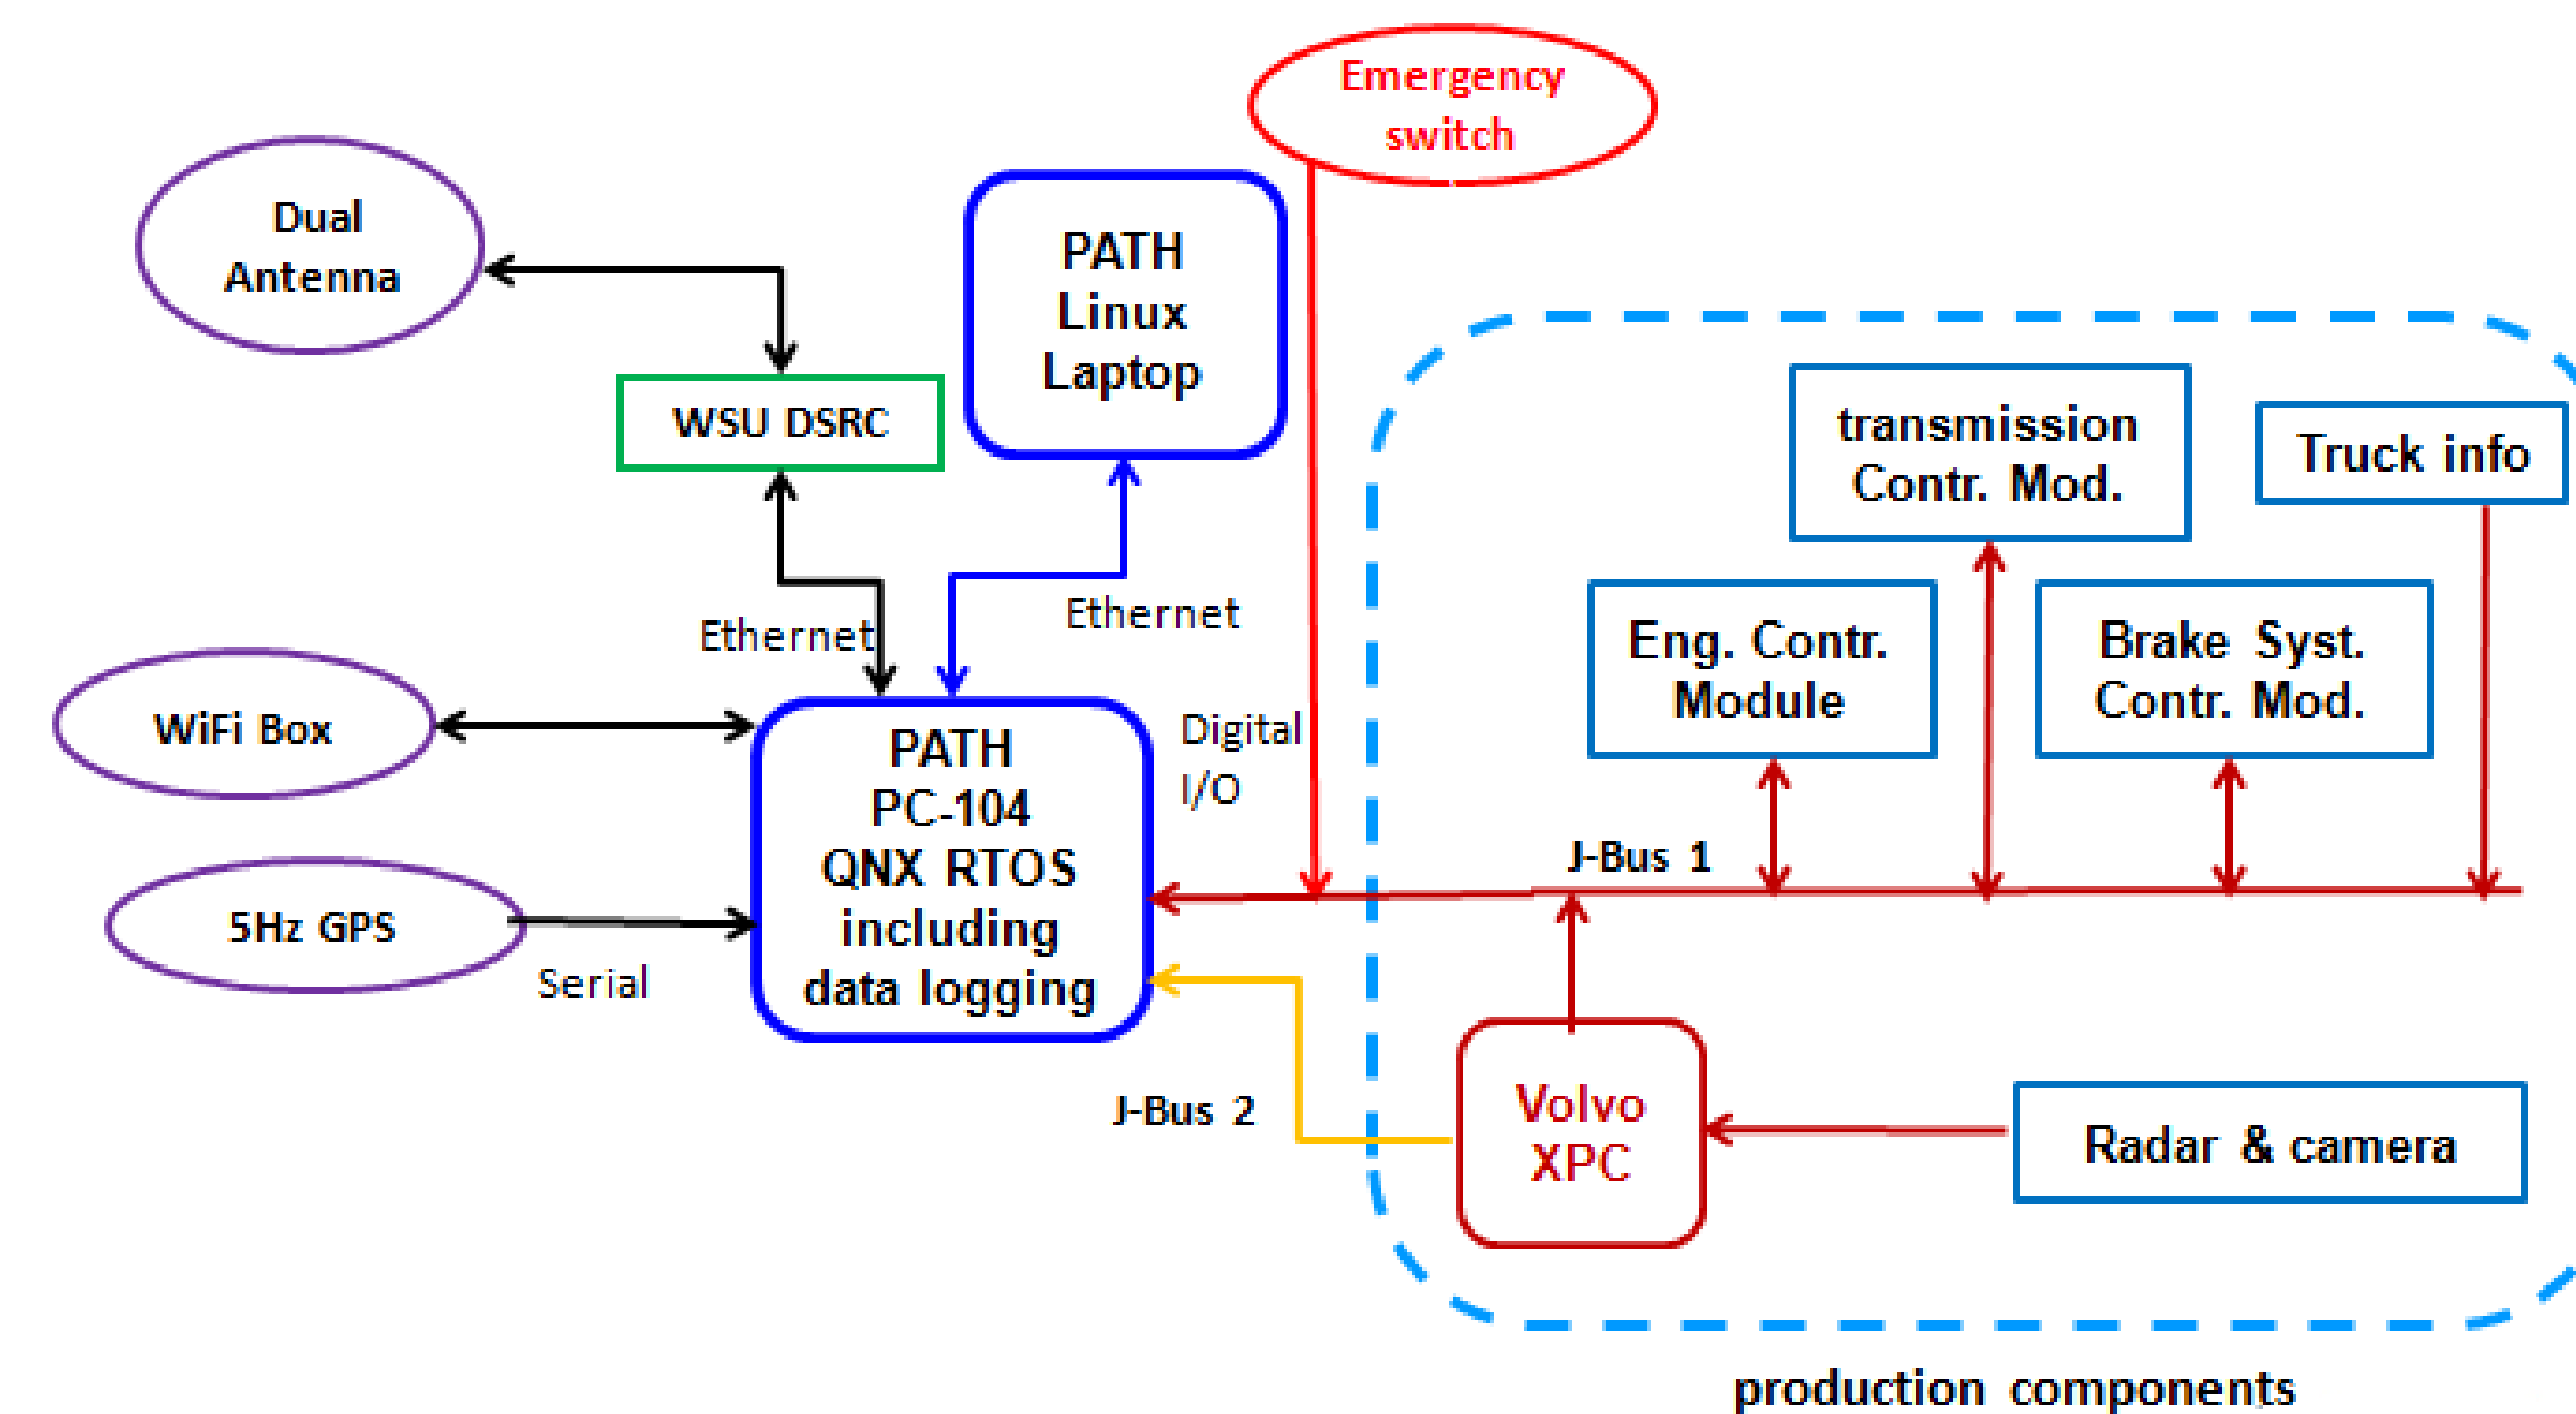 Emergency
switch
Dual
Antenna
PATH
Linux
Laptop
WSU DSRC
transmission
Contr. Mod.
Truck info
Ethernet
Ethernet
Eng. Contr.
Module
Brake Syst.
Contr. Mod.
WiFi Box
PATH
PC-104
QNX RTOS
including
data logging
Digital
I/O
J-Bus 1
5Hz GPS
Serial
J-Bus 2
Volvo
XPC
Radar & camera
production components